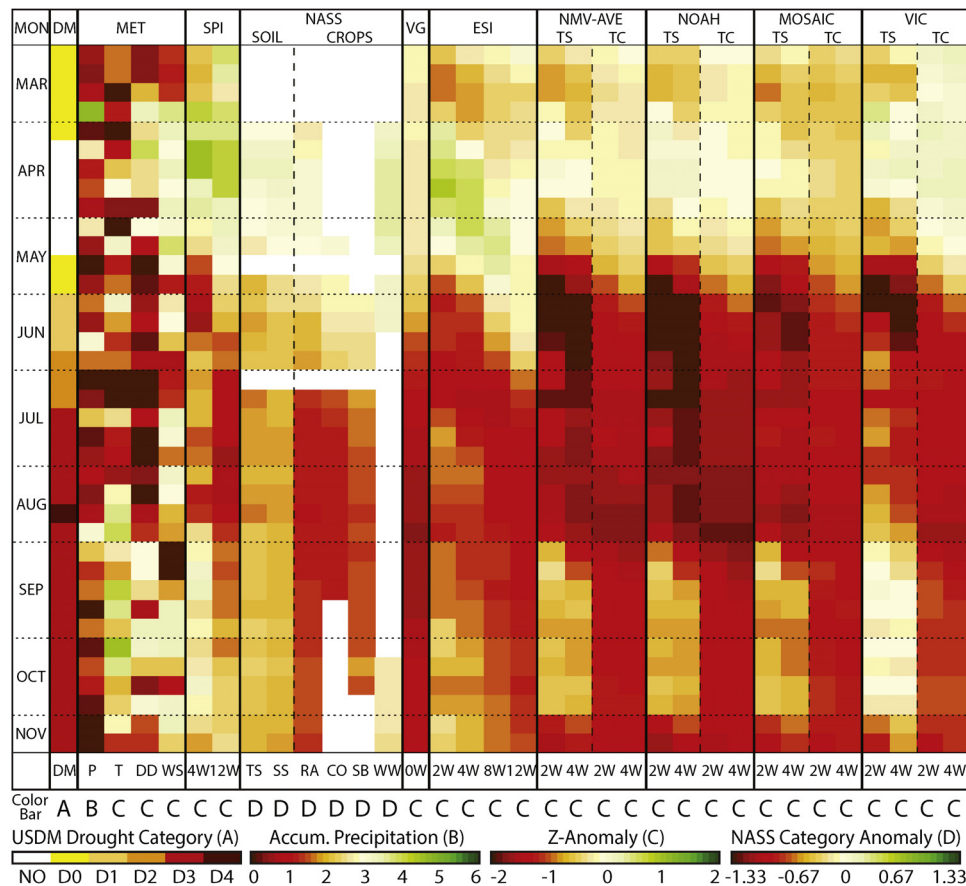 MON DM MET SPI NASS VG ESI NMV-AVE NOAH MOSAIC VIC
SOIL CROPS TS TC TS TC TS TC TS TC
MAR
APR
MAY
JUN
JUL
AUG
SEP
OCT
NOV
DM P T DD WS 4W 12W TS SS RA CO SB WW 0W 2W 4W 8W 12W 2W 4W 2W 4W 2W 4W 2W 4W 2W 4W 2W 4W 2W 4W 2W 4W
Color Bar A B C C C C C D D D D D D C C C C C C C C C C C C C C C C C C C C C
USDM Drought Category (A) Accum. Precipitation (B) Z-Anomaly (C) NASS Category Anomaly (D)
NO D0 D1 D2 D3 D4 0 1 2 3 4 5 6 -2 -1 0 1 2 -1.33 -0.67 0 0.67 1.33